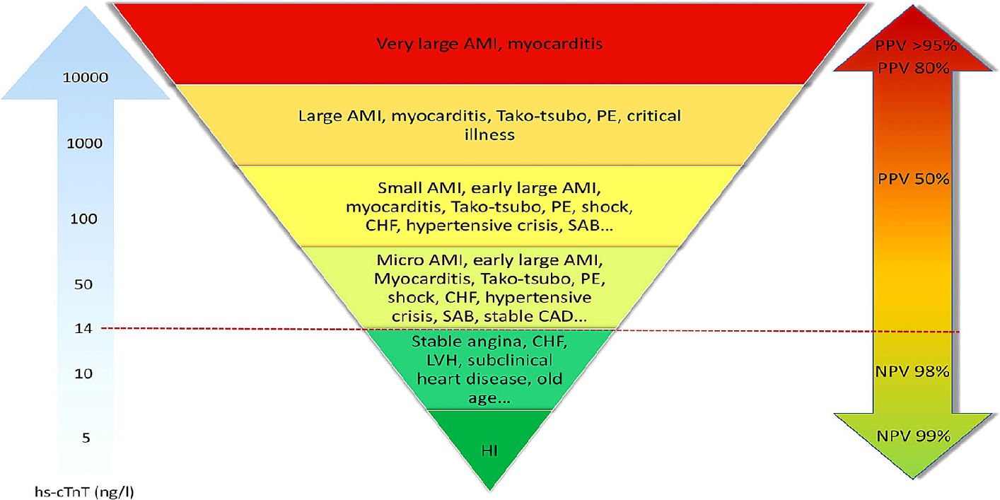 10000
1000
100
50
14
10
5
hs-cTnT (ng/l)
Very large AMI, myocarditis
Large AMI, myocarditis, Tako-tsubo, PE, critical
illness
Small AMI, early large AMI,
myocarditis, Tako-tsubo, PE, shock,
CHF, hypertensive crisis, SAB...
Micro AMI, early large AMI,
Myocarditis, Tako-tsubo, PE,
shock, CHF, hypertensive
crisis, SAB, stable CAD...
Stable angina, CHF,
LVH, subclinical
heart disease, old
age...
HI
PPV >95%
PPV 80%
PPV 50%
NPV 98%
NPV 99%